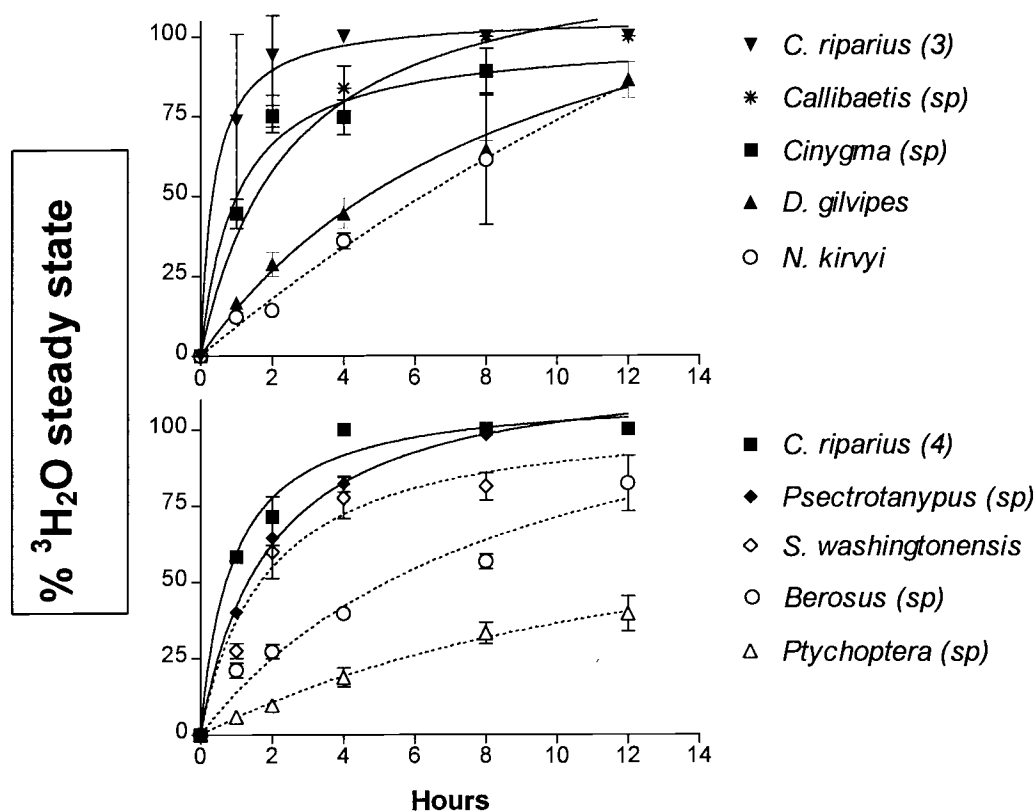 % ³H₂O steady state
100
75
50
25
0
0 2 4 6 8 10 12 14
C. riparius (3)
Callibaetis (sp)
Cinygma (sp)
D. gilvipes
N. kirvyi
100
75
50
25
0
0 2 4 6 8 10 12 14
Hours
C. riparius (4)
Psectrotanypus (sp)
S. washingtonensis
Berosus (sp)
Ptychoptera (sp)